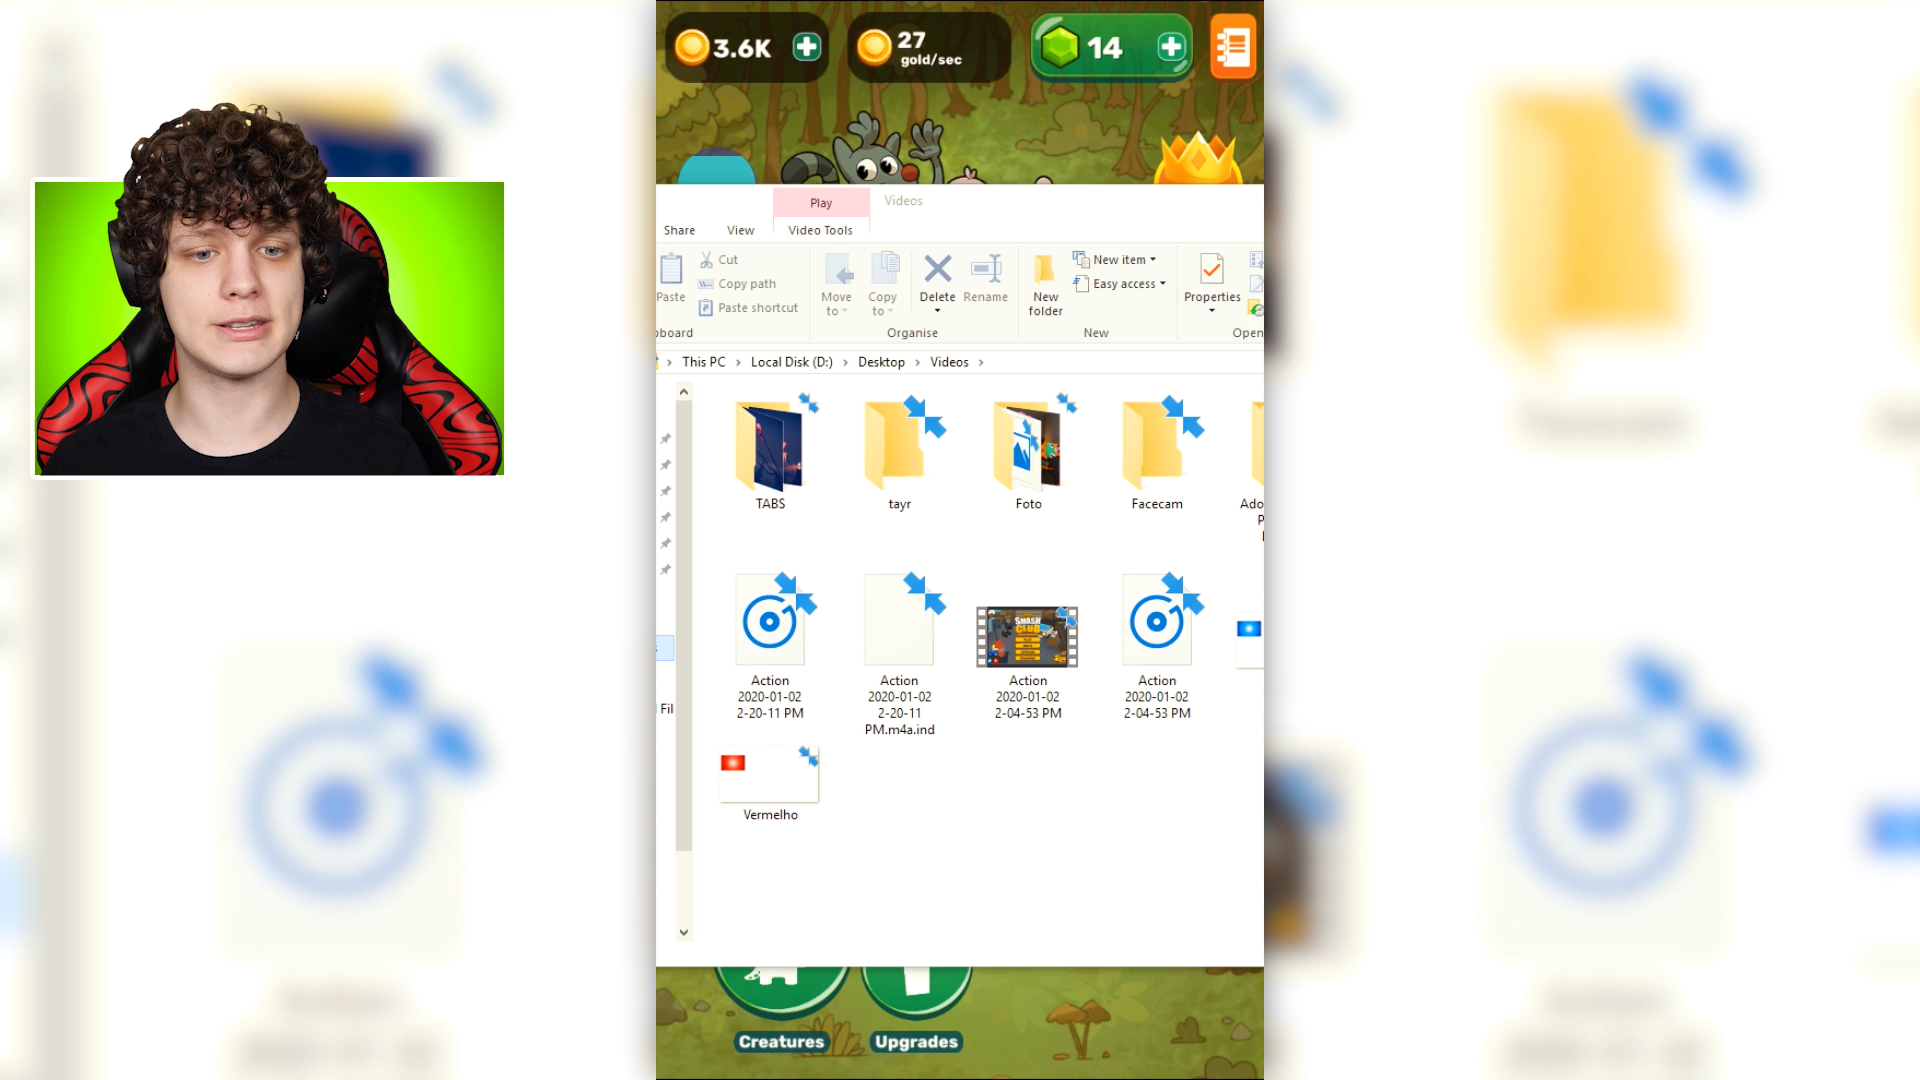 3.6K
27
gold/sec
14
Play
Videos
Share
View
Video Tools
Paste
Cut
Copy path
Paste shortcut
Move to
Copy to
Delete
Rename
New folder
New item
Easy access
Properties
Open
board
Organise
New
This PC
Local Disk (D:)
Desktop
Videos
TABS
tayr
Foto
Facecam
Ado
P
Action
2020-01-02
2-20-11 PM
Action
2020-01-02
2-20-11
PM.m4a.ind
SMASH
CLUB
Action
2020-01-02
2-04-53 PM
Action
2020-01-02
2-04-53 PM
Fil
Vermelho
Creatures
Upgrades